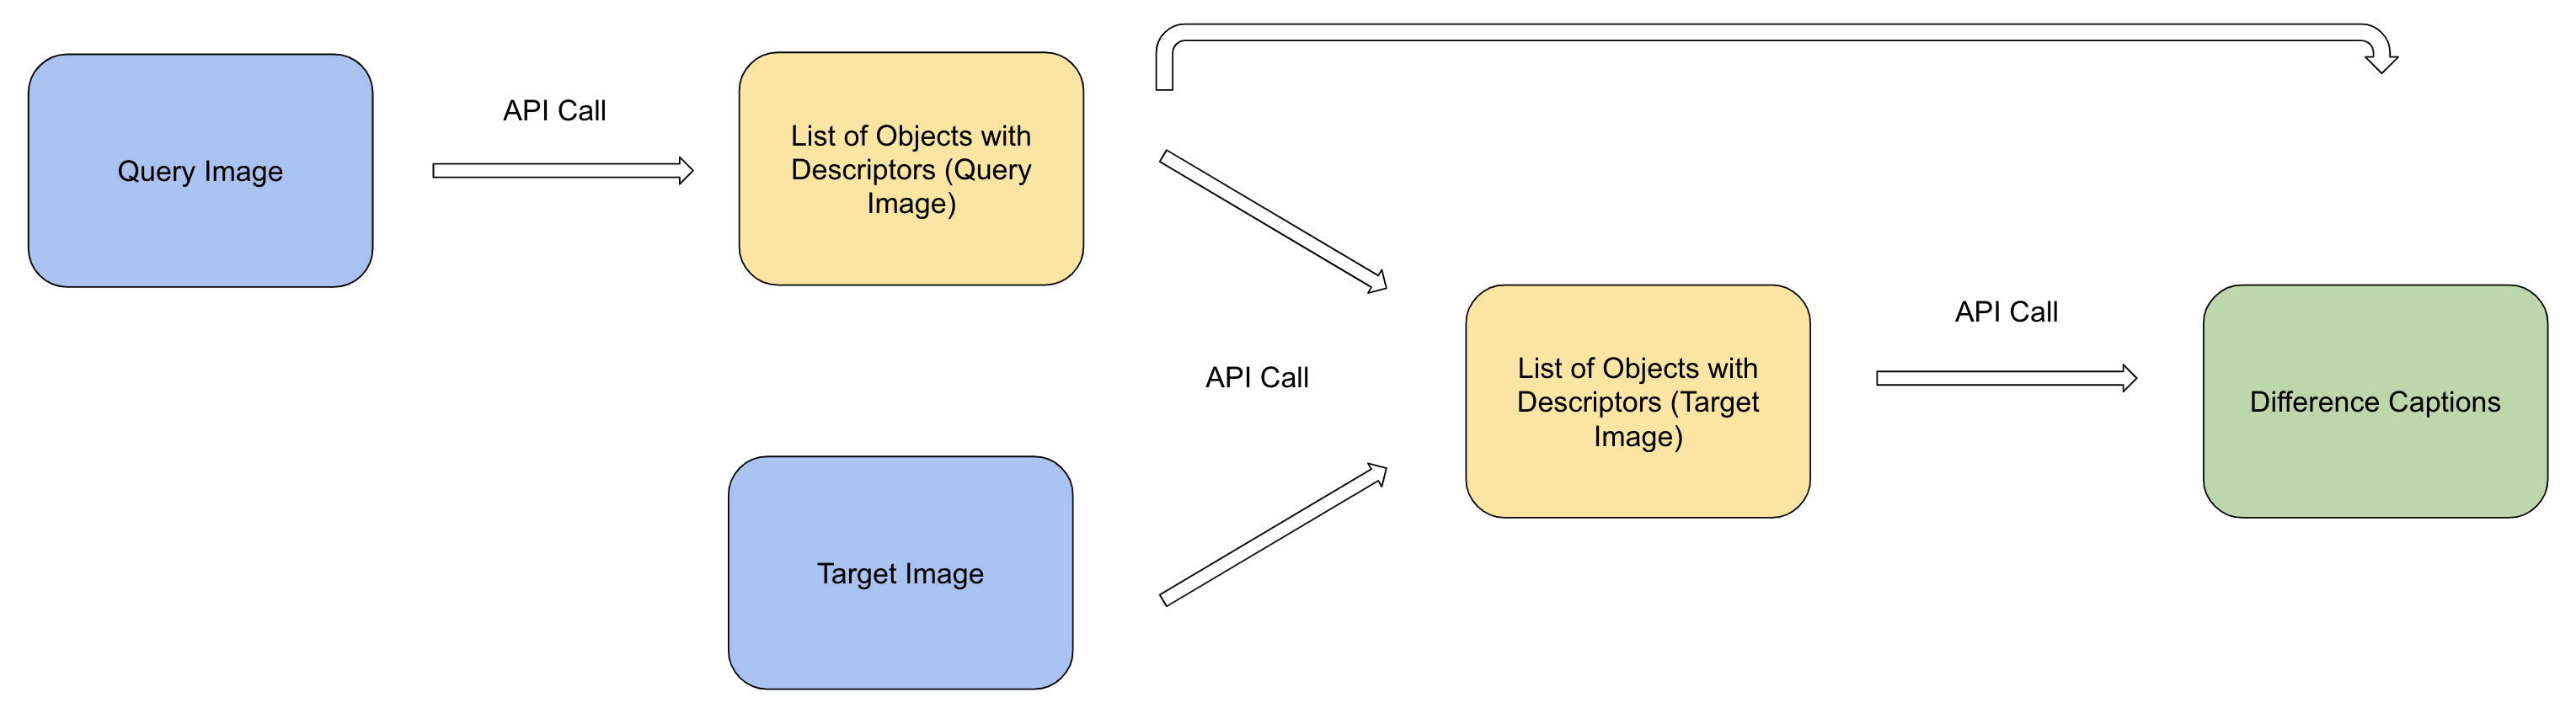 Query Image
API Call
List of Objects with
Descriptors (Query
Image)
API Call
Target Image
List of Objects with
Descriptors (Target
Image)
API Call
Difference Captions